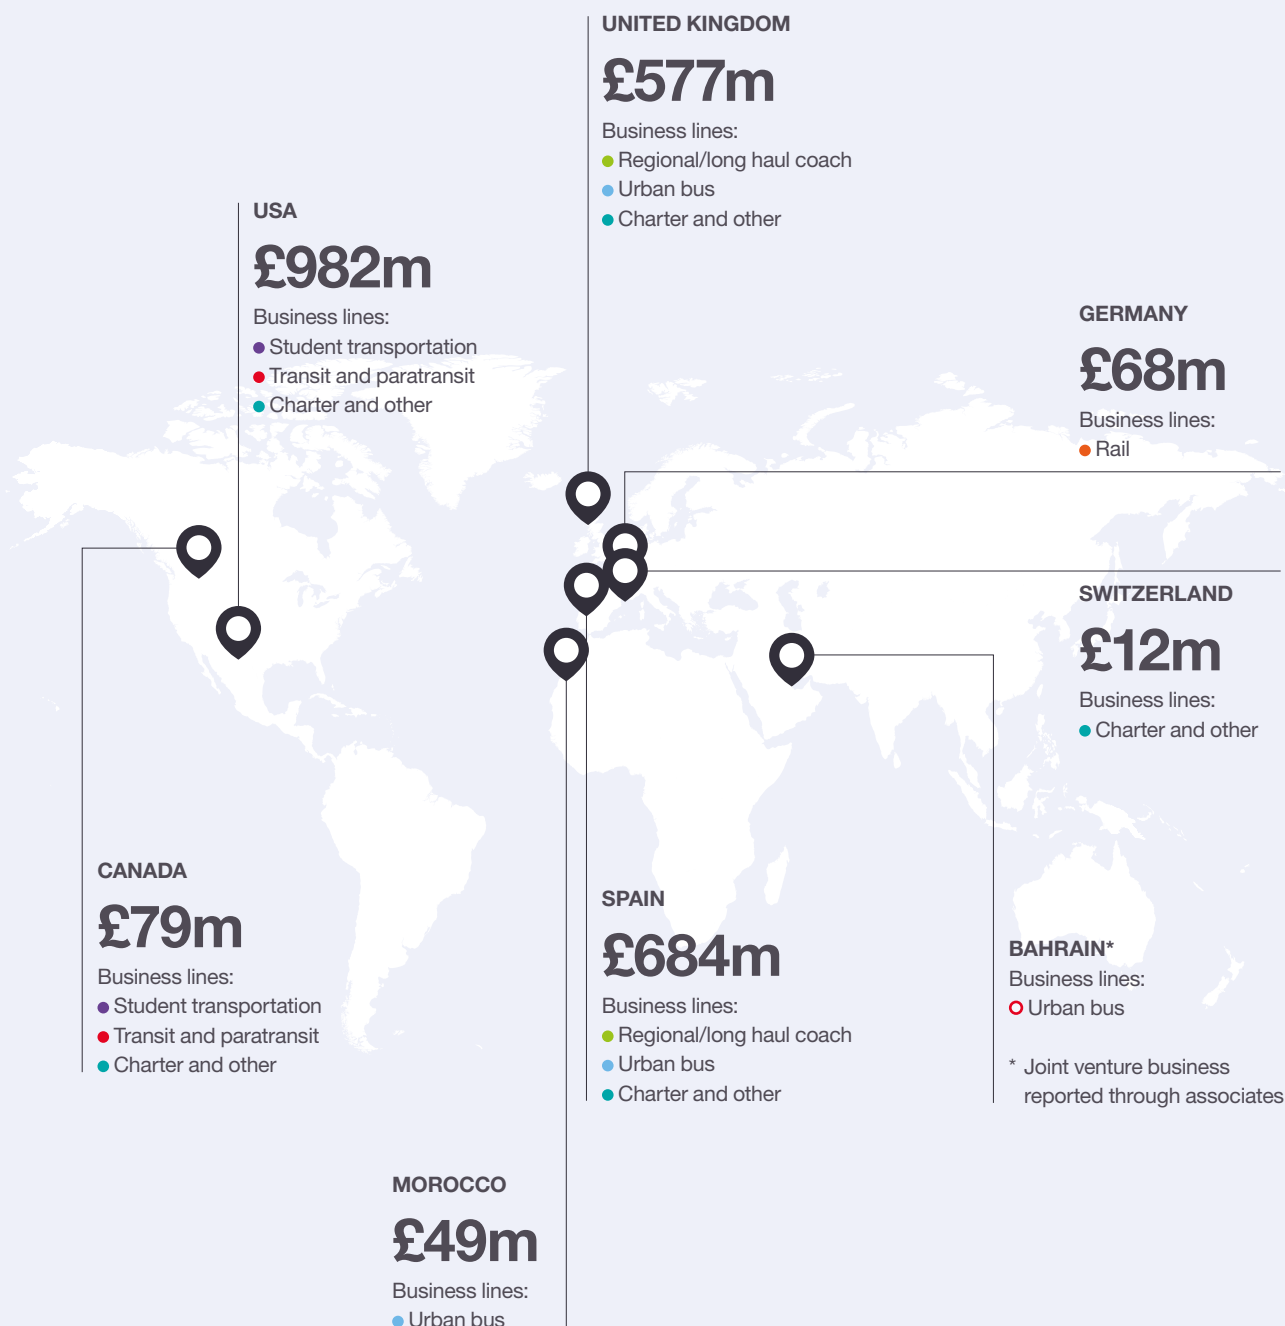 UNITED KINGDOM
£577m
Business lines:
Regional/long haul coach
Urban bus
Charter and other
USA
£982m
Business lines:
Student transportation
Transit and paratransit
Charter and other
GERMANY
£68m
Business lines:
Rail
SWITZERLAND
£12m
Business lines:
Charter and other
CANADA
£79m
Business lines:
Student transportation
Transit and paratransit
Charter and other
SPAIN
£684m
Business lines:
Regional/long haul coach
Urban bus
Charter and other
BAHRAIN*
Business lines:
Urban bus
* Joint venture business
reported through associates
MOROCCO
£49m
Business lines:
Urban bus